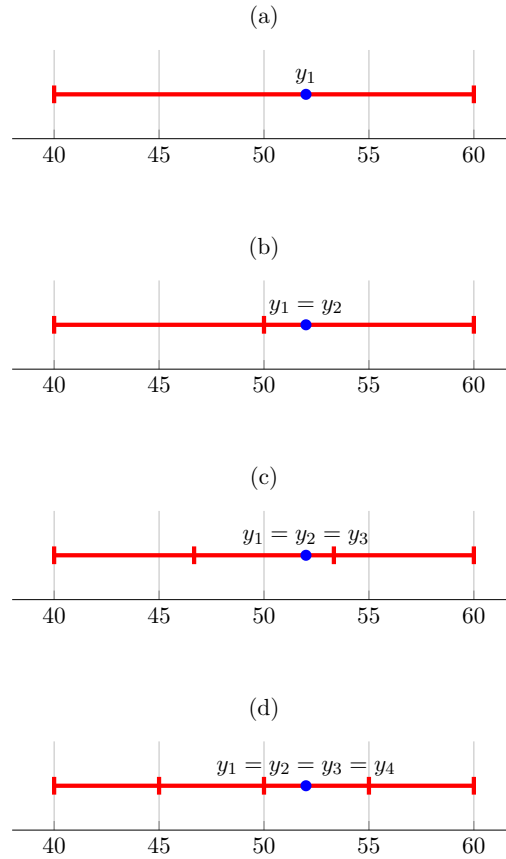 (a)
y₁
40 45 50 55 60
(b)
y₁ = y₂
40 45 50 55 60
(c)
y₁ = y₂ = y₃
40 45 50 55 60
(d)
y₁ = y₂ = y₃ = y₄
40 45 50 55 60